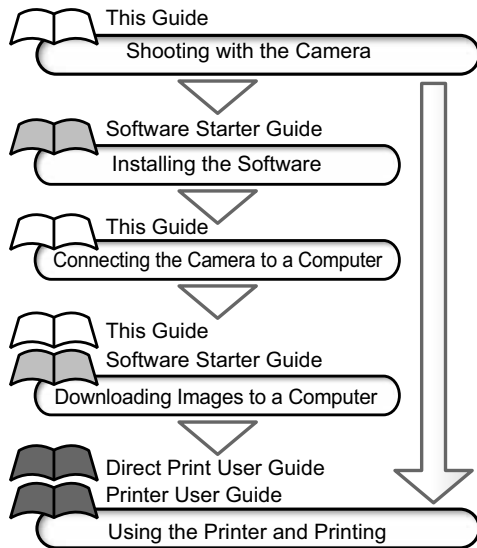 This Guide
Shooting with the Camera
Software Starter Guide
Installing the Software
This Guide
Connecting the Camera to a Computer
This Guide
Software Starter Guide
Downloading Images to a Computer
Direct Print User Guide
Printer User Guide
Using the Printer and Printing